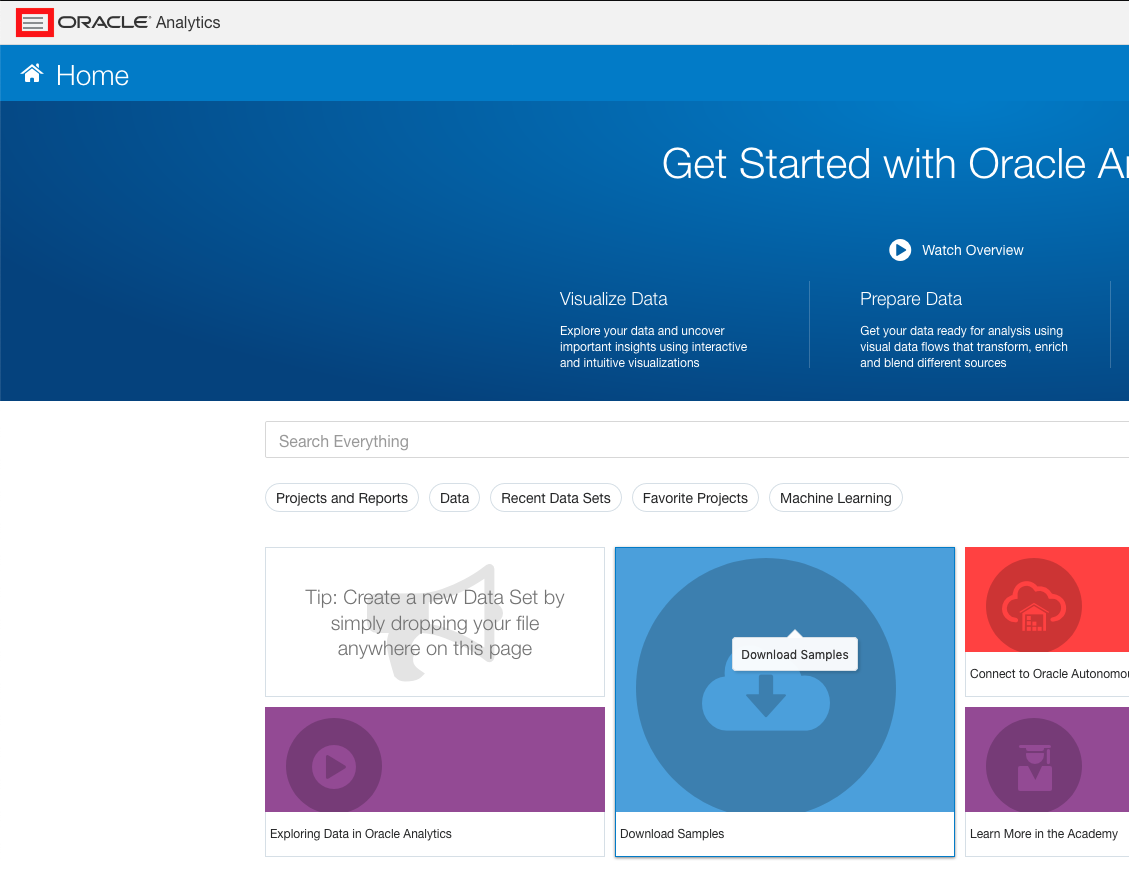 ORACLE® Analytics
Home
Get Started with Oracle
Watch Overview
Visualize Data
Explore your data and uncover
important insights using interactive
and intuitive visualizations
Prepare Data
Get your data ready for analysis using
visual data flows that transform, enrich
and blend different sources
Search Everything
Projects and Reports
Data
Recent Data Sets
Favorite Projects
Machine Learning
Tip: Create a new Data Set by
simply dropping your file
anywhere on this page
Download Samples
Connect to Oracle
Exploring Data in Oracle Analytics
Download Samples
Learn More in the Academy